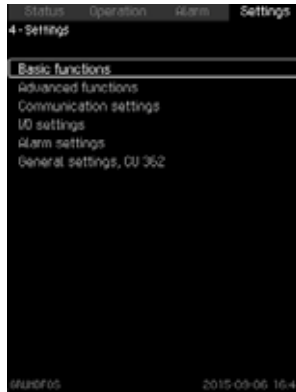 Status Operation Alarm Settings
4 - Settings
Basic functions
Advanced functions
Communication settings
I/O settings
Alarm settings
General settings, CU 362
2015-09-06 16:4